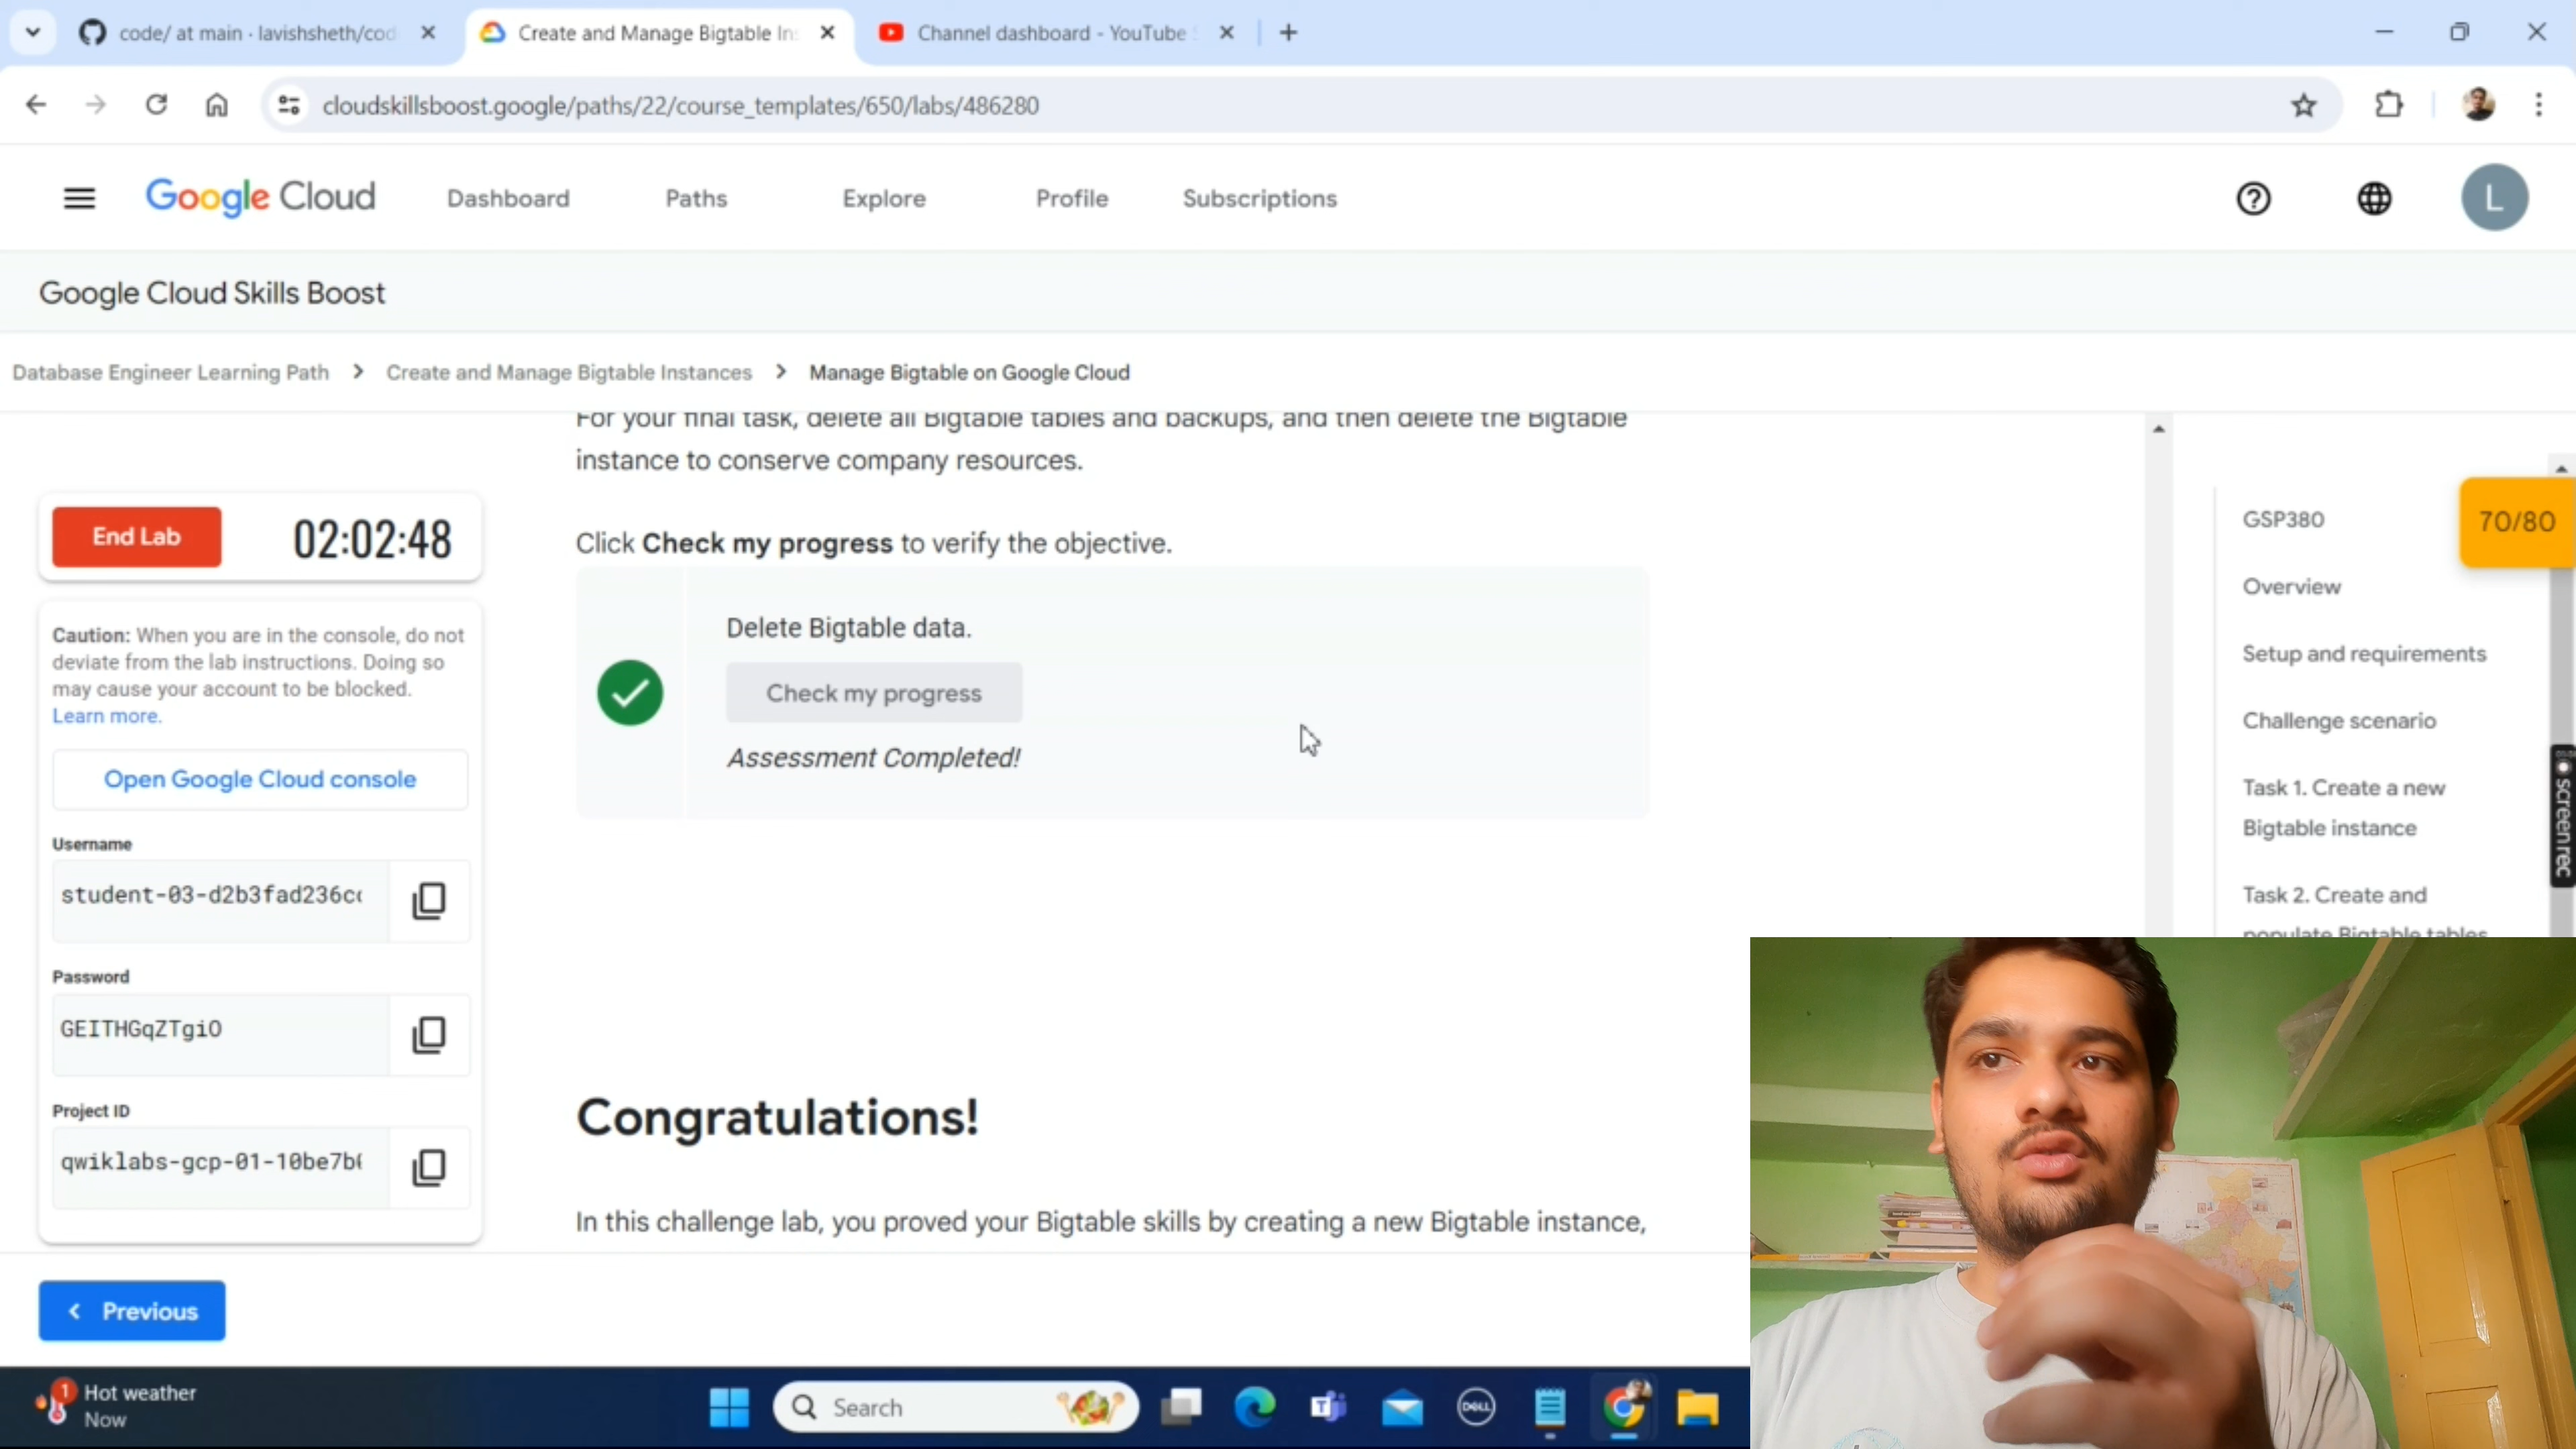 code/ at main · lavishsheth/cod
Create and Manage Bigtable In
Channel dashboard - YouTube
cloudskillsboost.google/paths/22/course_templates/650/labs/486280
Google Cloud
Dashboard
Paths
Explore
Profile
Subscriptions
L
Google Cloud Skills Boost
Database Engineer Learning Path > Create and Manage Bigtable Instances > Manage Bigtable on Google Cloud
For your final task, delete all Bigtable tables and backups, and then delete the Bigtable
instance to conserve company resources.
Click Check my progress to verify the objective.
Delete Bigtable data.
Check my progress
Assessment Completed!
Congratulations!
In this challenge lab, you proved your Bigtable skills by creating a new Bigtable instance,
End Lab
02:02:48
Caution: When you are in the console, do not
deviate from the lab instructions. Doing so
may cause your account to be blocked.
Learn more.
Open Google Cloud console
Username
student-03-d2b3fad236cc
Password
GEITHGqZTgiO
Project ID
qwiklabs-gcp-01-10be7b0
Previous
GSP380
70/80
Overview
Setup and requirements
Challenge scenario
Task 1. Create a new
Bigtable instance
Task 2. Create and
populate Bigtable tables
screenrec
1
Hot weather
Now
Search
DELL